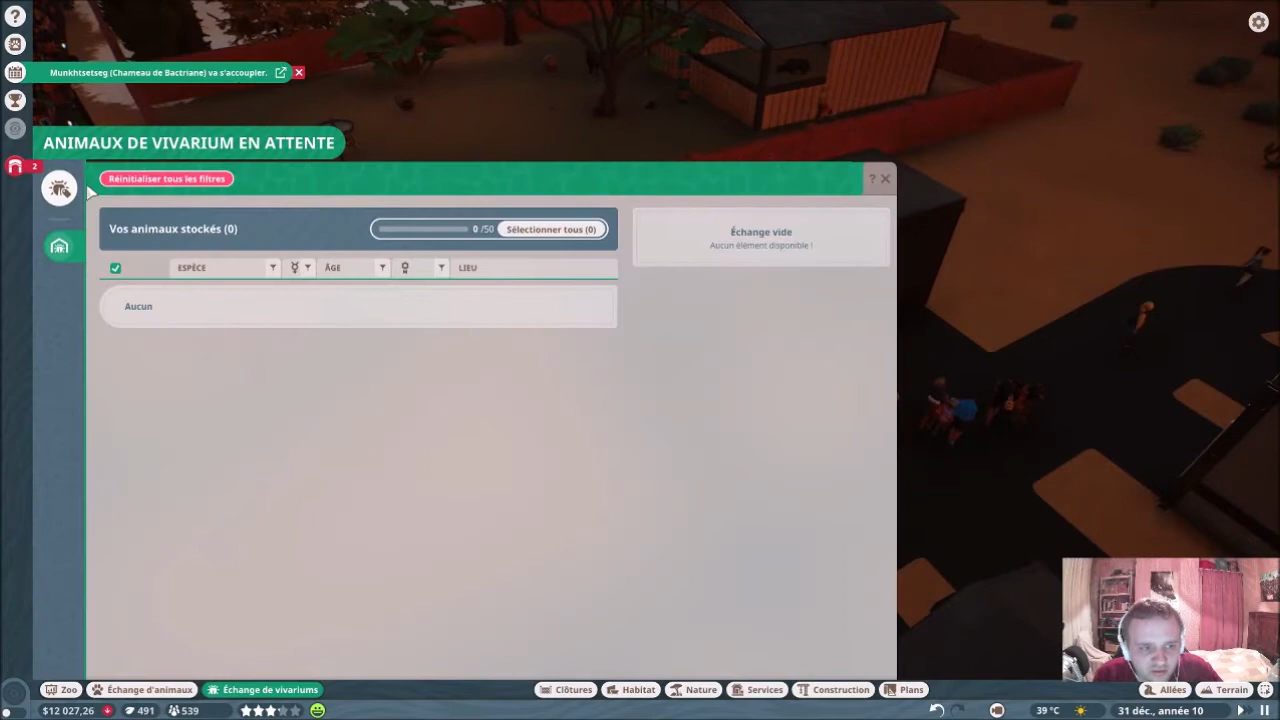 Munkhtsetseg (Chameau de Bactriane) va s'accoupler.
ANIMAUX DE VIVARIUM EN ATTENTE
2
Réinitialiser tous les filtres
?
Vos animaux stockés (0)
0 /50
Sélectionner tous (0)
Échange vide
Aucun élément disponible !
ESPÈCE
ÂGE
LIEU
Aucun
Zoo
Échange d'animaux
Échange de vivariums
Clôtures
Habitat
Nature
Services
Construction
Plans
Allées
Terrain
$12 027,26
491
539
39 °C
31 déc., année 10